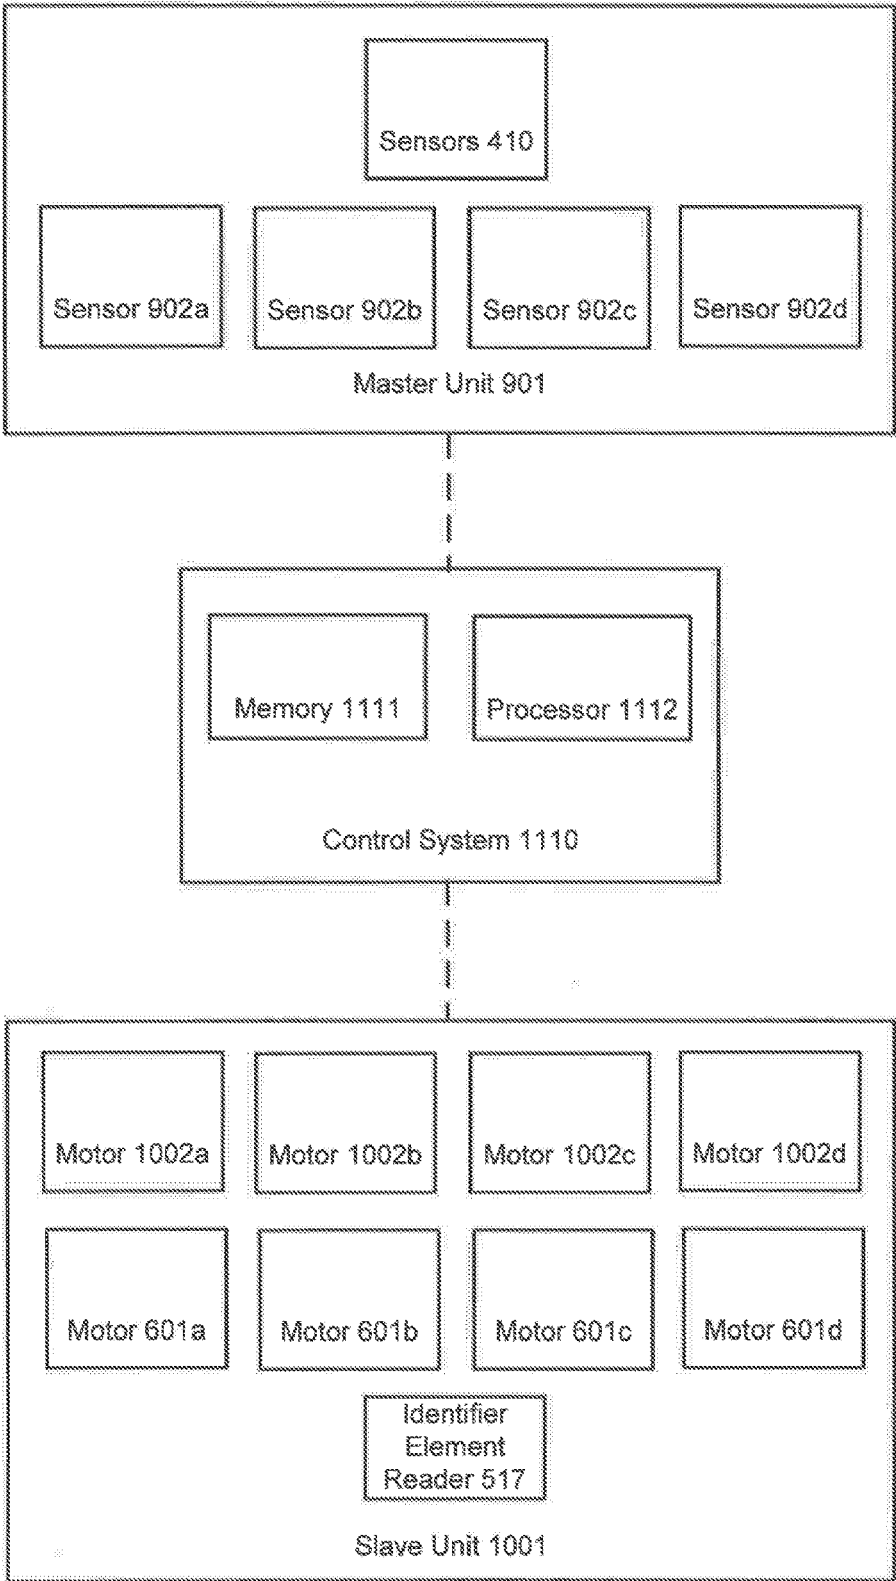 Sensors 410
Sensor 902a
Sensor 902b
Sensor 902c
Sensor 902d
Master Unit 901
Memory 1111
Processor 1112
Control System 1110
Motor 1002a
Motor 1002b
Motor 1002c
Motor 1002d
Motor 601a
Motor 601b
Motor 601c
Motor 601d
Identifier
Element
Reader 517
Slave Unit 1001